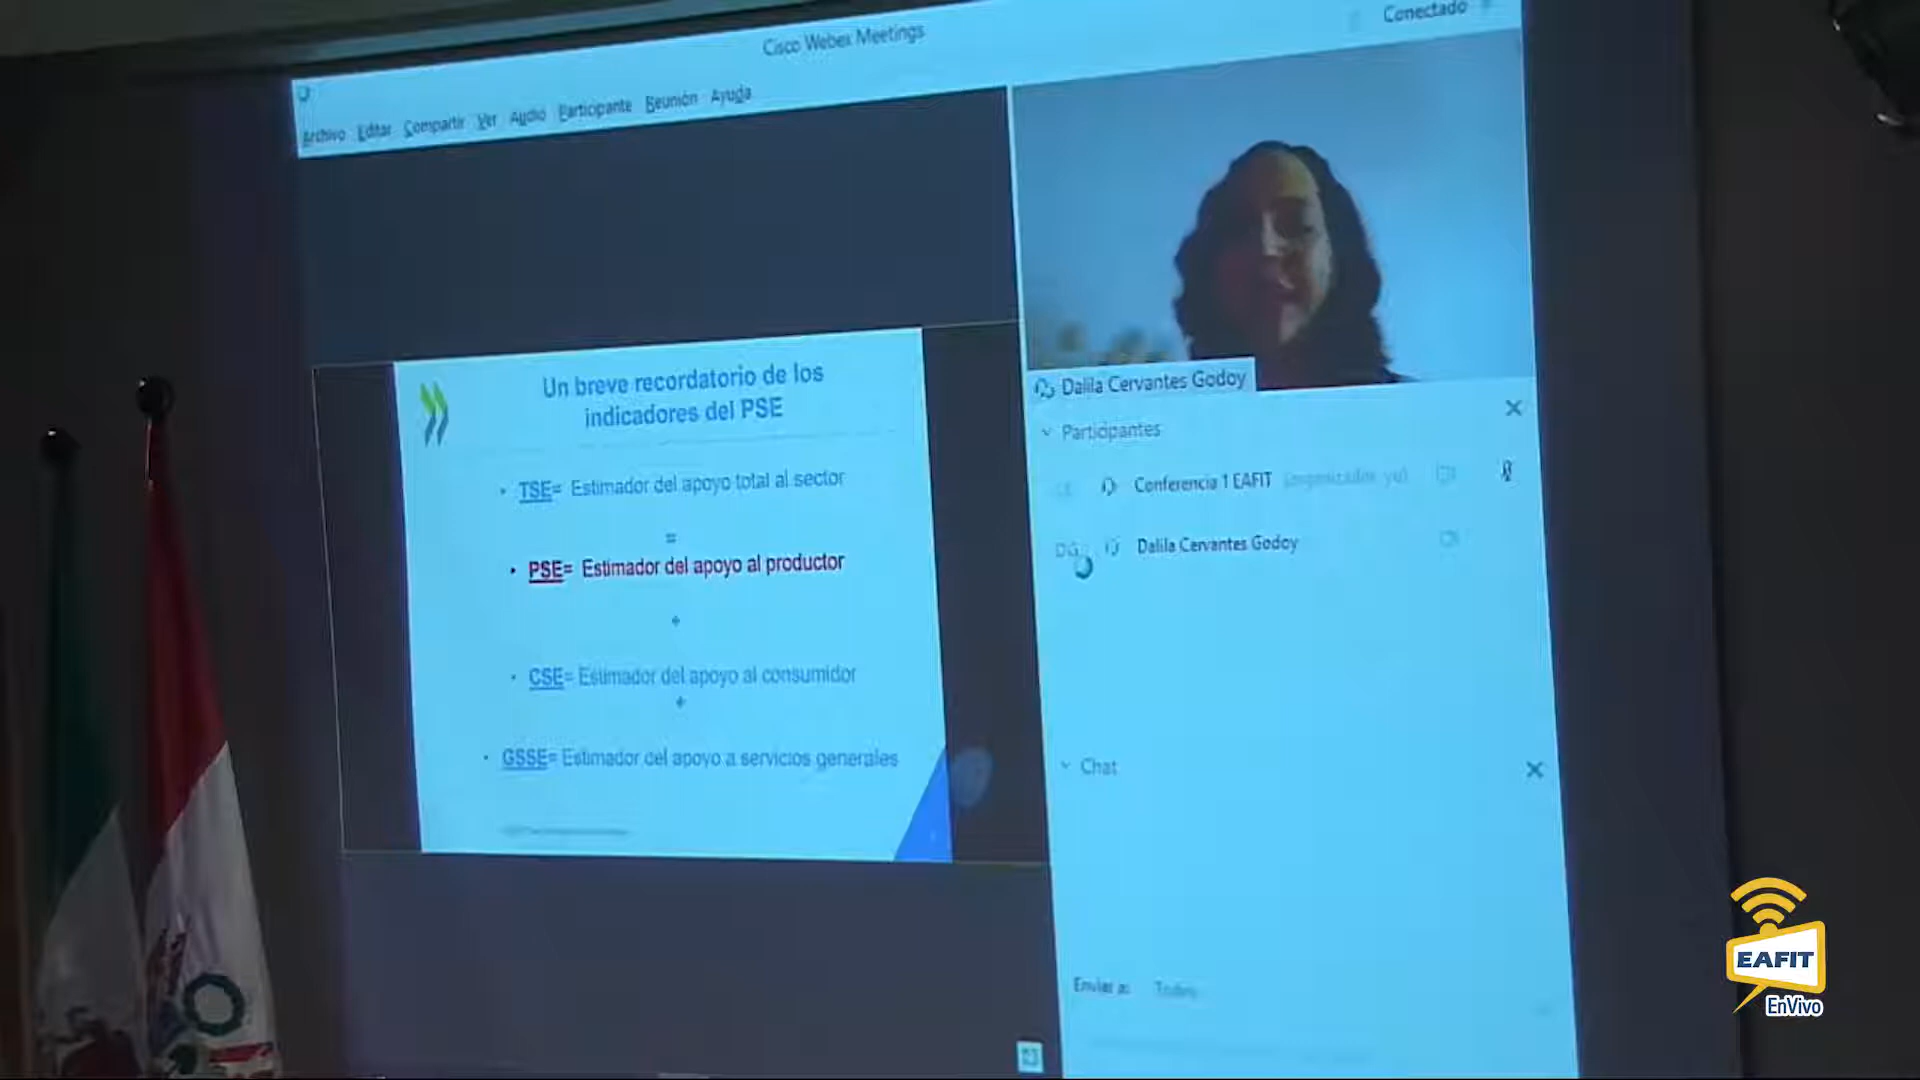 Cisco Webex Meetings
Conectado
Archivo Editar Compartir Ver Audio Participante Reunión Ayuda
Un breve recordatorio de los
indicadores del PSE
• TSE= Estimador del apoyo total al sector
=
• PSE= Estimador del apoyo al productor
+
• CSE= Estimador del apoyo al consumidor
+
• GSSE= Estimador del apoyo a servicios generales
Dalila Cervantes Godoy
Participantes
Conferencia 1 EAFIT (organizador, yo)
DG Dalila Cervantes Godoy
Chat
Enviar a: Todos
EAFIT
EnVivo